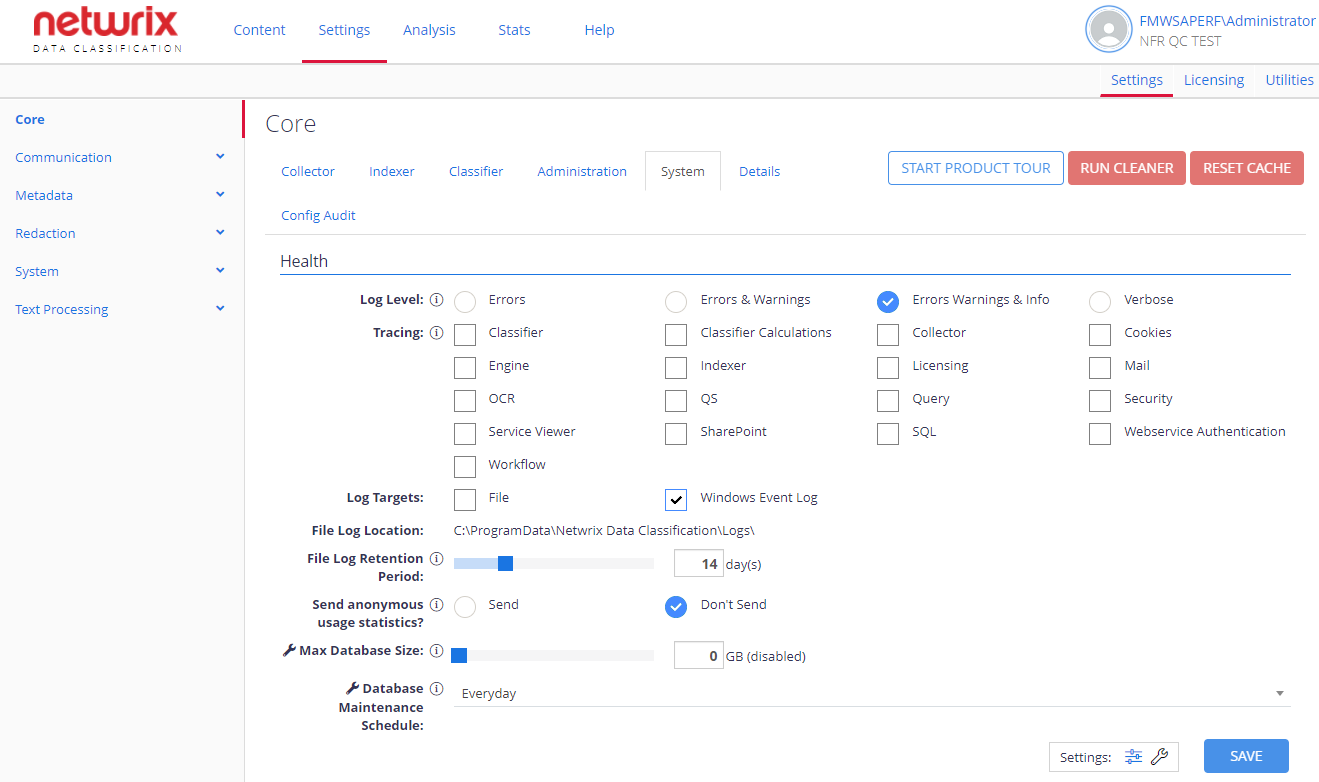 netwrix
DATA CLASSIFICATION
Content Settings Analysis Stats Help
FMWSAPERF\Administrator
NFR QC TEST
Settings Licensing Utilities
Core
Communication
Metadata
Redaction
System
Text Processing
Core
Collector Indexer Classifier Administration System Details
Config Audit
START PRODUCT TOUR RUN CLEANER RESET CACHE
Health
Log Level: Errors Errors & Warnings Errors Warnings & Info Verbose
Tracing: Classifier Classifier Calculations Collector Cookies
Engine Indexer Licensing Mail
OCR QS Query Security
Service Viewer SharePoint SQL Webservice Authentication
Workflow
Log Targets: File Windows Event Log
File Log Location: C:\ProgramData\Netwrix Data Classification\Logs\
File Log Retention
Period:
14 day(s)
Send anonymous
usage statistics?
Send Don't Send
Max Database Size: 0 GB (disabled)
Database
Maintenance
Schedule:
Everyday
Settings: SAVE